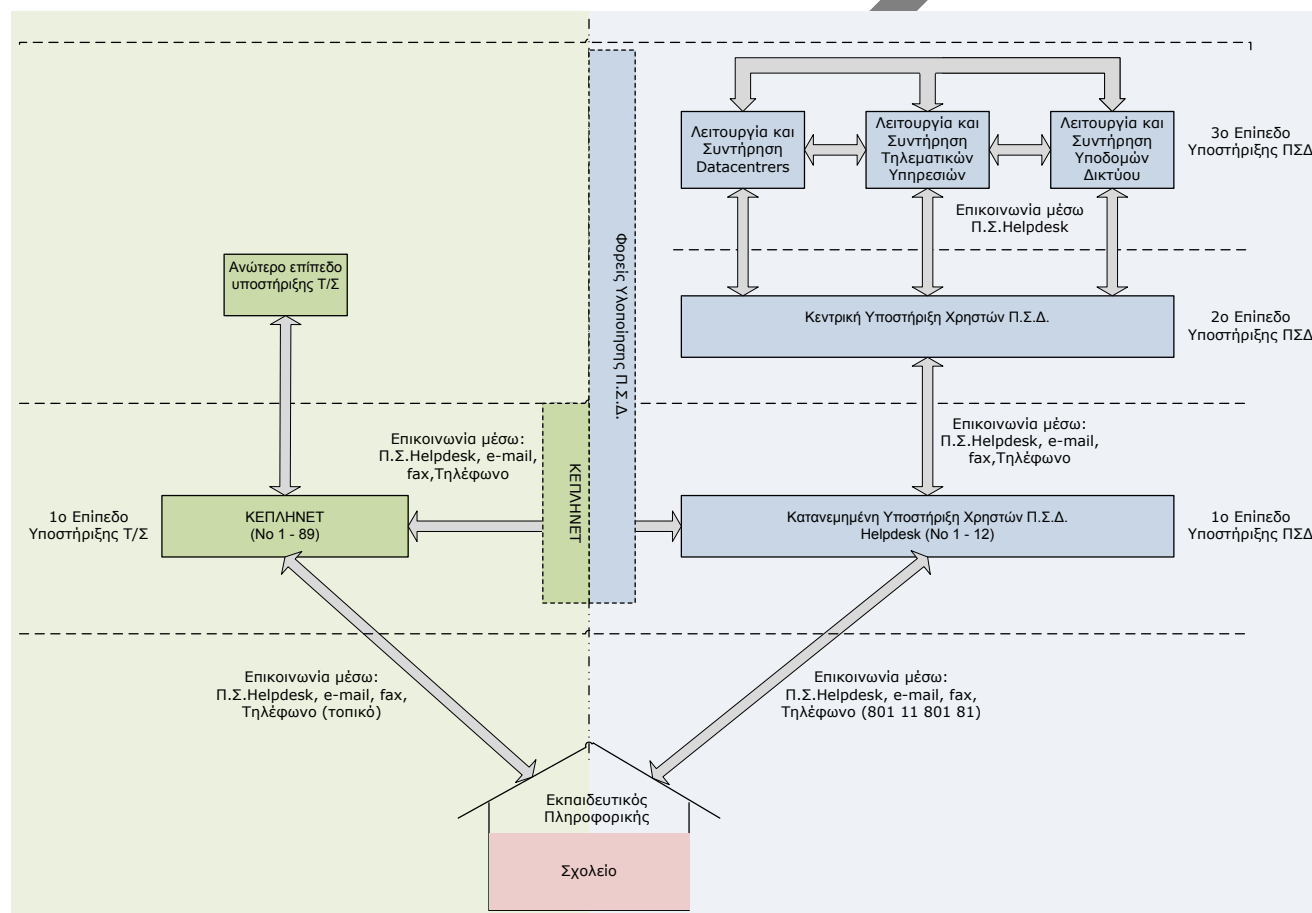 Λειτουργία και
Συντήρηση
Datacentrers
Λειτουργία και
Συντήρηση
Τηλεματικών
Υπηρεσιών
Λειτουργία και
Συντήρηση
Υποδομών
Δικτύου
3ο Επίπεδο
Υποστήριξης ΠΣΔ
Επικοινωνία μέσω
Π.Σ.Helpdesk
Φορείς Υλοποίησης Π.Σ.Δ.
Ανώτερο επίπεδο
υποστήριξης Τ/Σ
Κεντρική Υποστήριξη Χρηστών Π.Σ.Δ.
2ο Επίπεδο
Υποστήριξης ΠΣΔ
Επικοινωνία μέσω:
Π.Σ.Helpdesk, e-mail,
fax,Τηλέφωνο
Επικοινωνία μέσω:
Π.Σ.Helpdesk, e-mail,
fax,Τηλέφωνο
ΚΕΠΛΗΝΕΤ
1ο Επίπεδο
Υποστήριξης Τ/Σ
ΚΕΠΛΗΝΕΤ
(Νο 1 - 89)
Κατανεμημένη Υποστήριξη Χρηστών Π.Σ.Δ.
Helpdesk (Νο 1 - 12)
1ο Επίπεδο
Υποστήριξης ΠΣΔ
Επικοινωνία μέσω:
Π.Σ.Helpdesk, e-mail, fax,
Τηλέφωνο (τοπικό)
Επικοινωνία μέσω:
Π.Σ.Helpdesk, e-mail, fax,
Τηλέφωνο (801 11 801 81)
Εκπαιδευτικός
Πληροφορικής
Σχολείο